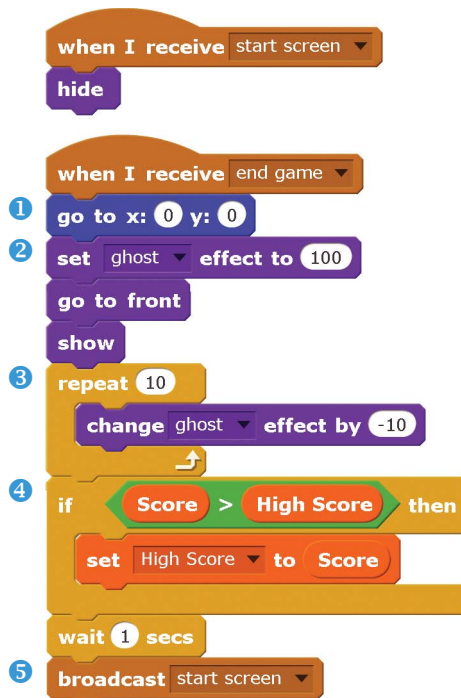 when I receive start screen
hide
when I receive end game
1 go to x: 0 y: 0
2 set ghost effect to 100
go to front
show
3 repeat 10
change ghost effect by -10
4 if Score > High Score then
set High Score to Score
wait 1 secs
5 broadcast start screen